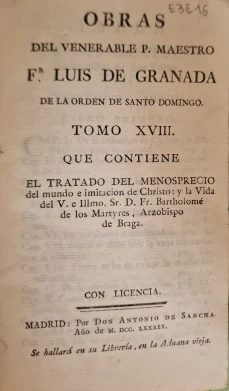 E3E16
OBRAS
DEL VENERABLE P. MAESTRO
F.R LUIS DE GRANADA
DE LA ORDEN DE SANTO DOMINGO.
TOMO XVIII.
QUE CONTIENE
EL TRATADO DEL MENOSPRECIO
del mundo e imitacion de Christo: y la Vida
del V. e Illmo. Sr. D. Fr. Bartholomé
de los Martyres, Arzobispo
de Braga.
CON LICENCIA.
MADRID: Por DON ANTONIO DE SANCHA.
Año de M. DCC. LXXXIX.
Se hallará en su Librería, en la Aduana vieja.